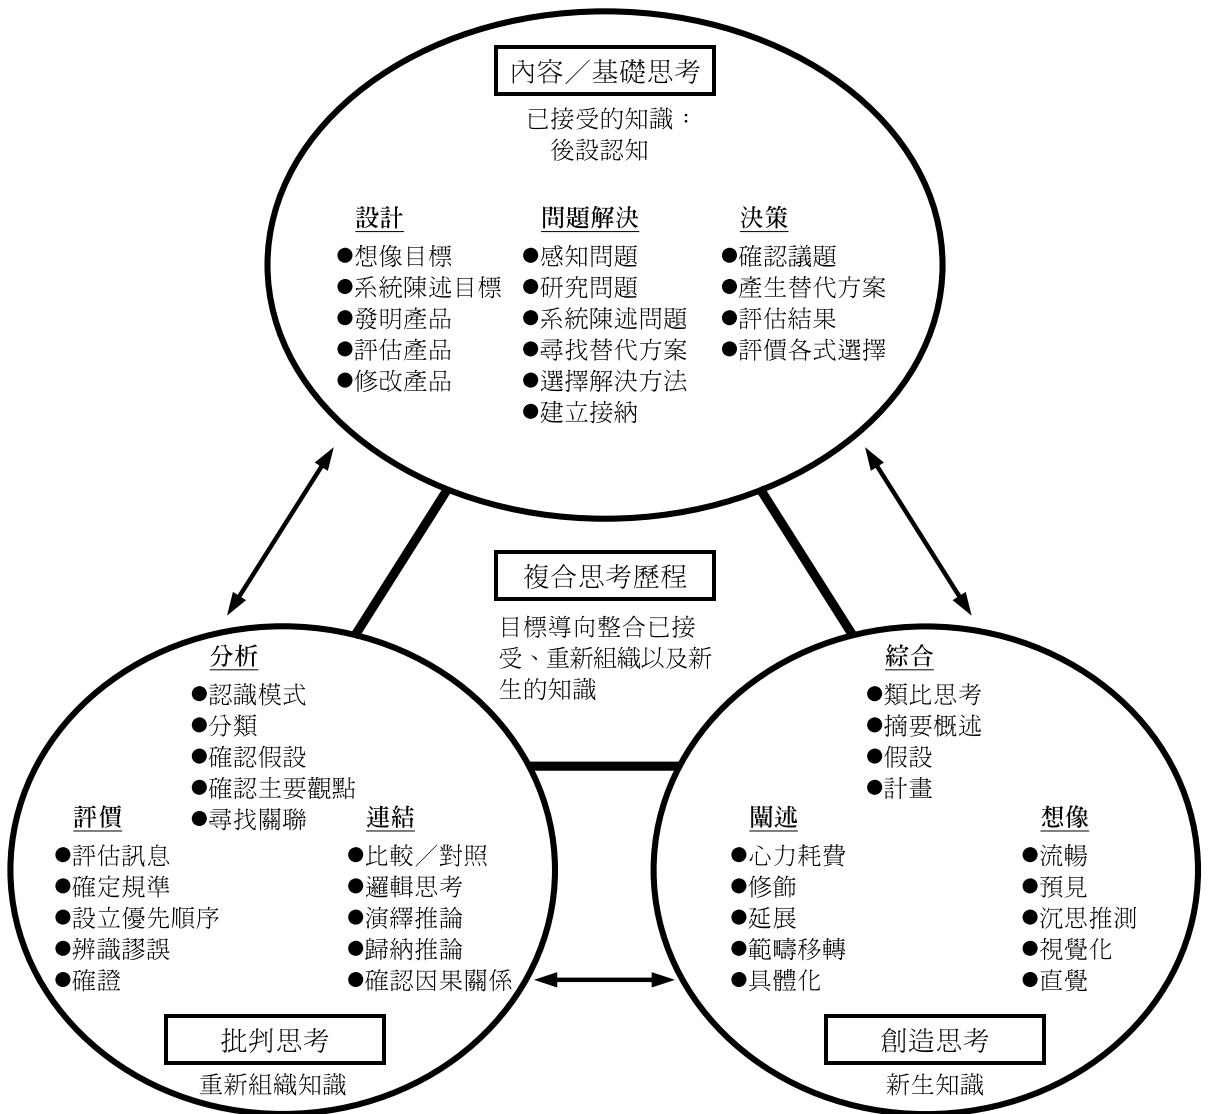 內容／基礎思考
已接受的知識：
後設認知
設計
●想像目標
●系統陳述目標
●發明產品
●評估產品
●修改產品
問題解決
●感知問題
●研究問題
●系統陳述問題
●尋找替代方案
●選擇解決方法
●建立接納
決策
●確認議題
●產生替代方案
●評估結果
●評價各式選擇
複合思考歷程
目標導向整合已接
受、重新組織以及新
生的知識
分析
●認識模式
●分類
●確認假設
●確認主要觀點
●尋找關聯
評價
●評估訊息
●確定規準
●設立優先順序
●辨識謬誤
●確證
連結
●比較／對照
●邏輯思考
●演繹推論
●歸納推論
●確認因果關係
批判思考
重新組織知識
綜合
●類比思考
●摘要概述
●假設
●計畫
闡述
●心力耗費
●修飾
●延展
●範疇移轉
●具體化
想像
●流暢
●預見
●沉思推測
●視覺化
●直覺
創造思考
新生知識